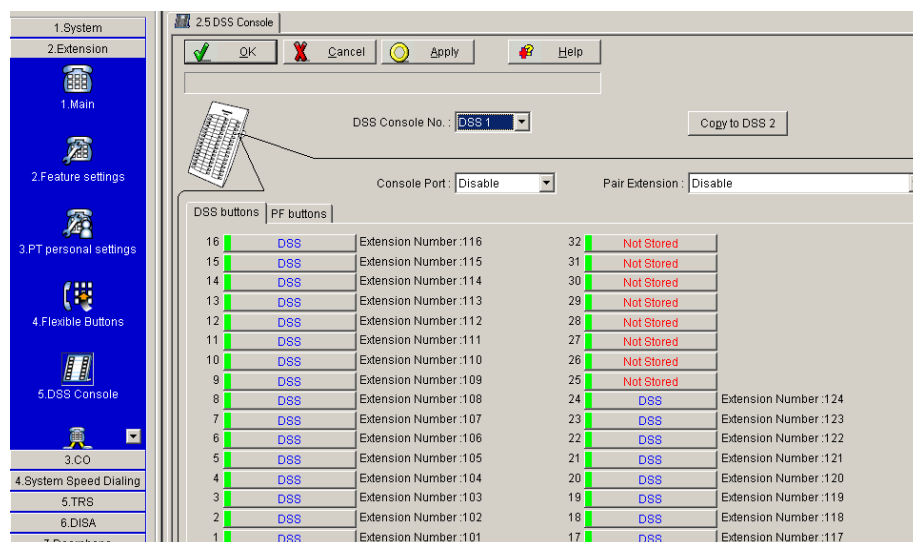 1.System
2.Extension
1.Main
2.Feature settings
3.PT personal settings
4.Flexible Buttons
5.DSS Console
3.CO
4.System Speed Dialing
5.TRS
6.DISA
2.5 DSS Console
OK Cancel Apply Help
DSS Console No. : DSS 1 Copy to DSS 2
Console Port : Disable Pair Extension : Disable
DSS buttons PF buttons
16 DSS Extension Number :116 32 Not Stored
15 DSS Extension Number :115 31 Not Stored
14 DSS Extension Number :114 30 Not Stored
13 DSS Extension Number :113 29 Not Stored
12 DSS Extension Number :112 28 Not Stored
11 DSS Extension Number :111 27 Not Stored
10 DSS Extension Number :110 26 Not Stored
9 DSS Extension Number :109 25 Not Stored
8 DSS Extension Number :108 24 DSS Extension Number :124
7 DSS Extension Number :107 23 DSS Extension Number :123
6 DSS Extension Number :106 22 DSS Extension Number :122
5 DSS Extension Number :105 21 DSS Extension Number :121
4 DSS Extension Number :104 20 DSS Extension Number :120
3 DSS Extension Number :103 19 DSS Extension Number :119
2 DSS Extension Number :102 18 DSS Extension Number :118
1 DSS Extension Number :101 17 DSS Extension Number :117